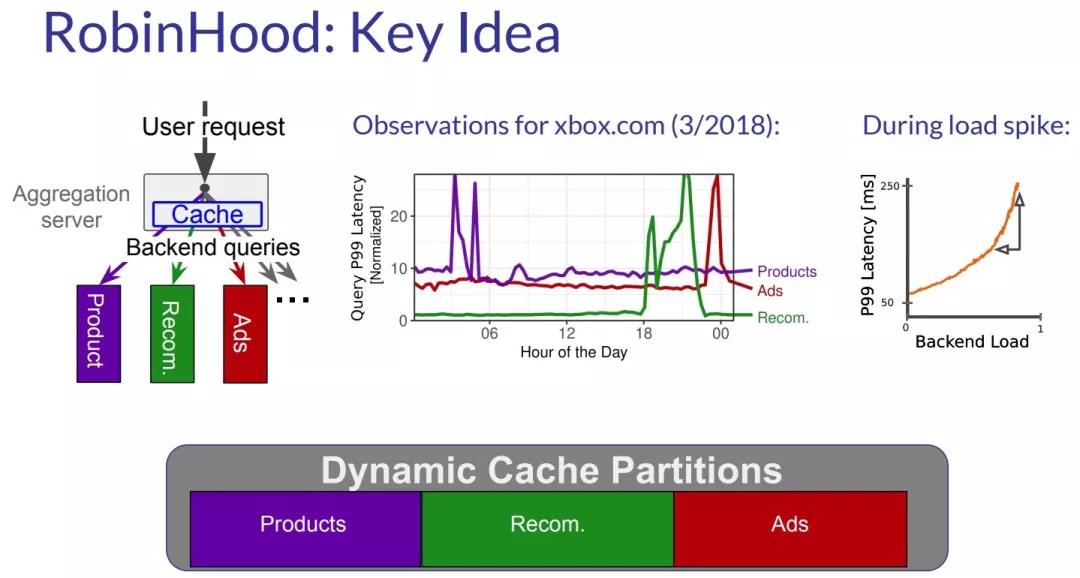 RobinHood: Key Idea
User request
Aggregation
server
Cache
Backend queries
Product
Recom.
Ads
...
Observations for xbox.com (3/2018):
Query P99 Latency
[Normalized]
20
10
0
06
12
18
00
Hour of the Day
Products
Ads
Recom.
During load spike:
P99 Latency [ms]
250
50
0
1
Backend Load
Dynamic Cache Partitions
Products
Recom.
Ads